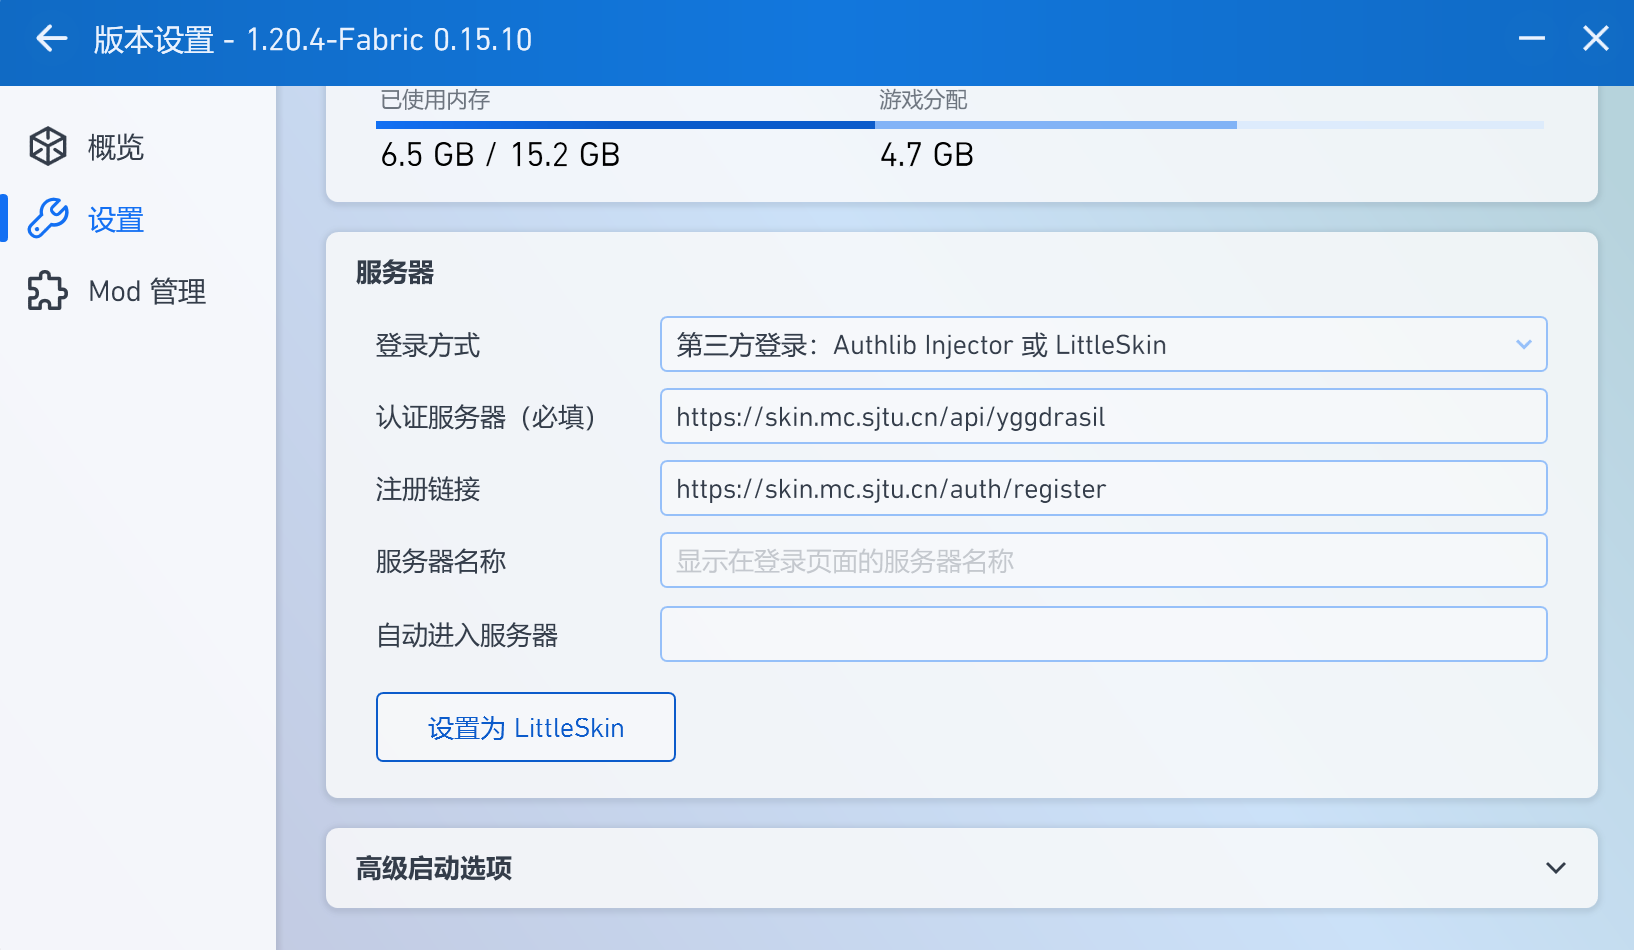 版本设置 - 1.20.4-Fabric 0.15.10
概览
设置
Mod 管理
已使用内存 游戏分配
6.5 GB / 15.2 GB 4.7 GB
服务器
登录方式 第三方登录：Authlib Injector 或 LittleSkin
认证服务器（必填） https://skin.mc.sjtu.cn/api/yggdrasil
注册链接 https://skin.mc.sjtu.cn/auth/register
服务器名称 显示在登录页面的服务器名称
自动进入服务器
设置为 LittleSkin
高级启动选项